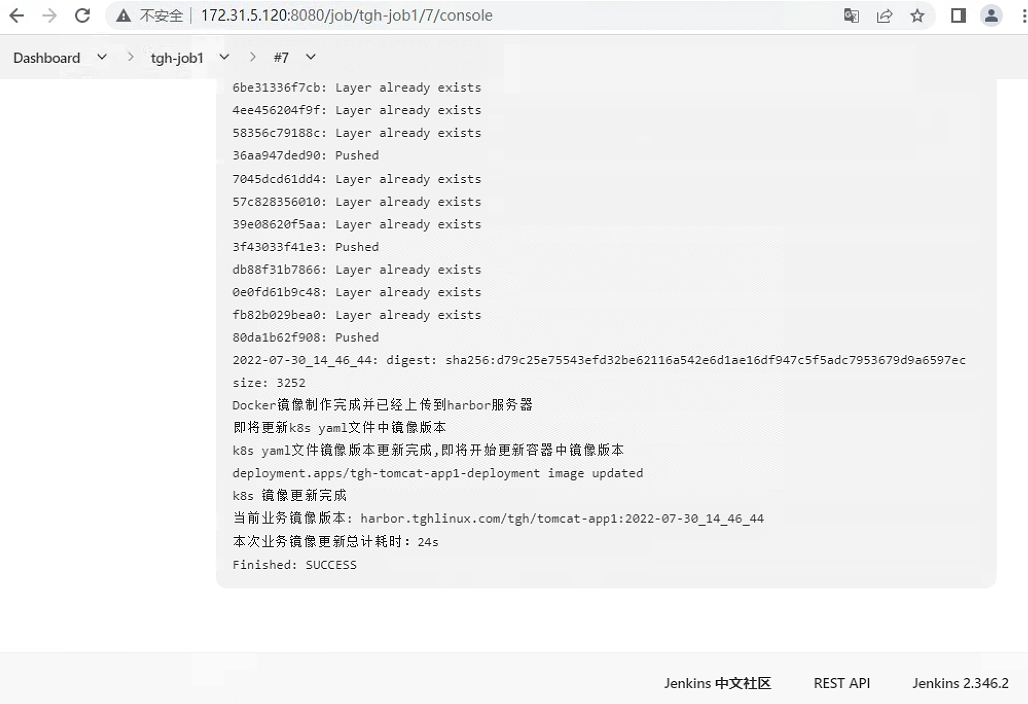 不安全 | 172.31.5.120:8080/job/tgh-job1/7/console
Dashboard tgh-job1 #7
6be31336f7cb: Layer already exists
4ee456204f9f: Layer already exists
58356c79188c: Layer already exists
36aa947ded90: Pushed
7045dcd61dd4: Layer already exists
57c828356010: Layer already exists
39e08620f5aa: Layer already exists
3f43033f41e3: Pushed
db88f31b7866: Layer already exists
0e0fd61b9c48: Layer already exists
fb82b029bea0: Layer already exists
80da1b62f908: Pushed
2022-07-30_14_46_44: digest: sha256:d79c25e75543efd32be62116a542e6d1ae16df947c5f5adc7953679d9a6597ec
size: 3252
Docker镜像制作完成并已经上传到harbor服务器
即将更新k8s yaml文件中镜像版本
k8s yaml文件镜像版本更新完成,即将开始更新容器中镜像版本
deployment.apps/tgh-tomcat-app1-deployment image updated
k8s 镜像更新完成
当前业务镜像版本: harbor.tghlinux.com/tgh/tomcat-app1:2022-07-30_14_46_44
本次业务镜像更新总计耗时：24s
Finished: SUCCESS
Jenkins 中文社区 REST API Jenkins 2.346.2